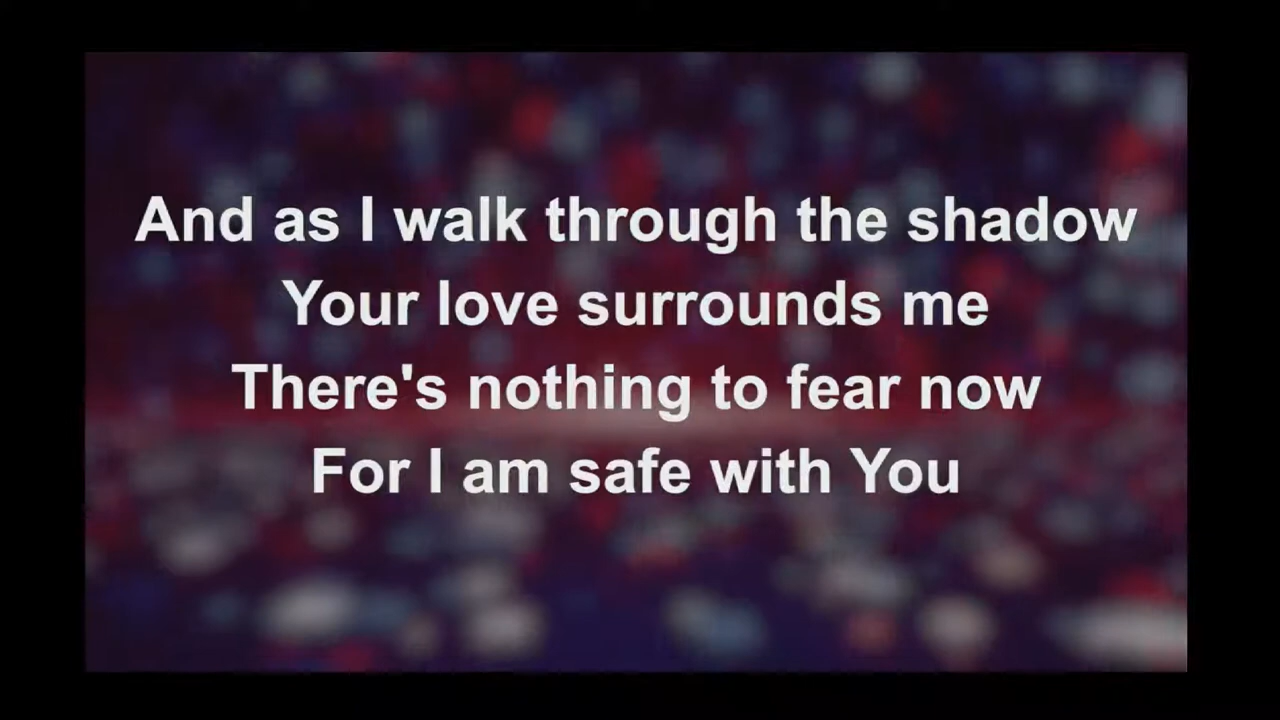 And as I walk through the shadow
Your love surrounds me
There's nothing to fear now
For I am safe with You